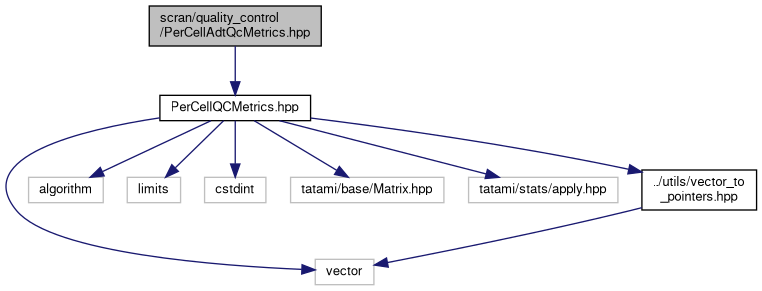 scran/quality_control
/PerCellAdtQcMetrics.hpp
PerCellQCMetrics.hpp
algorithm
limits
cstdint
tatami/base/Matrix.hpp
tatami/stats/apply.hpp
../utils/vector_to
_pointers.hpp
vector